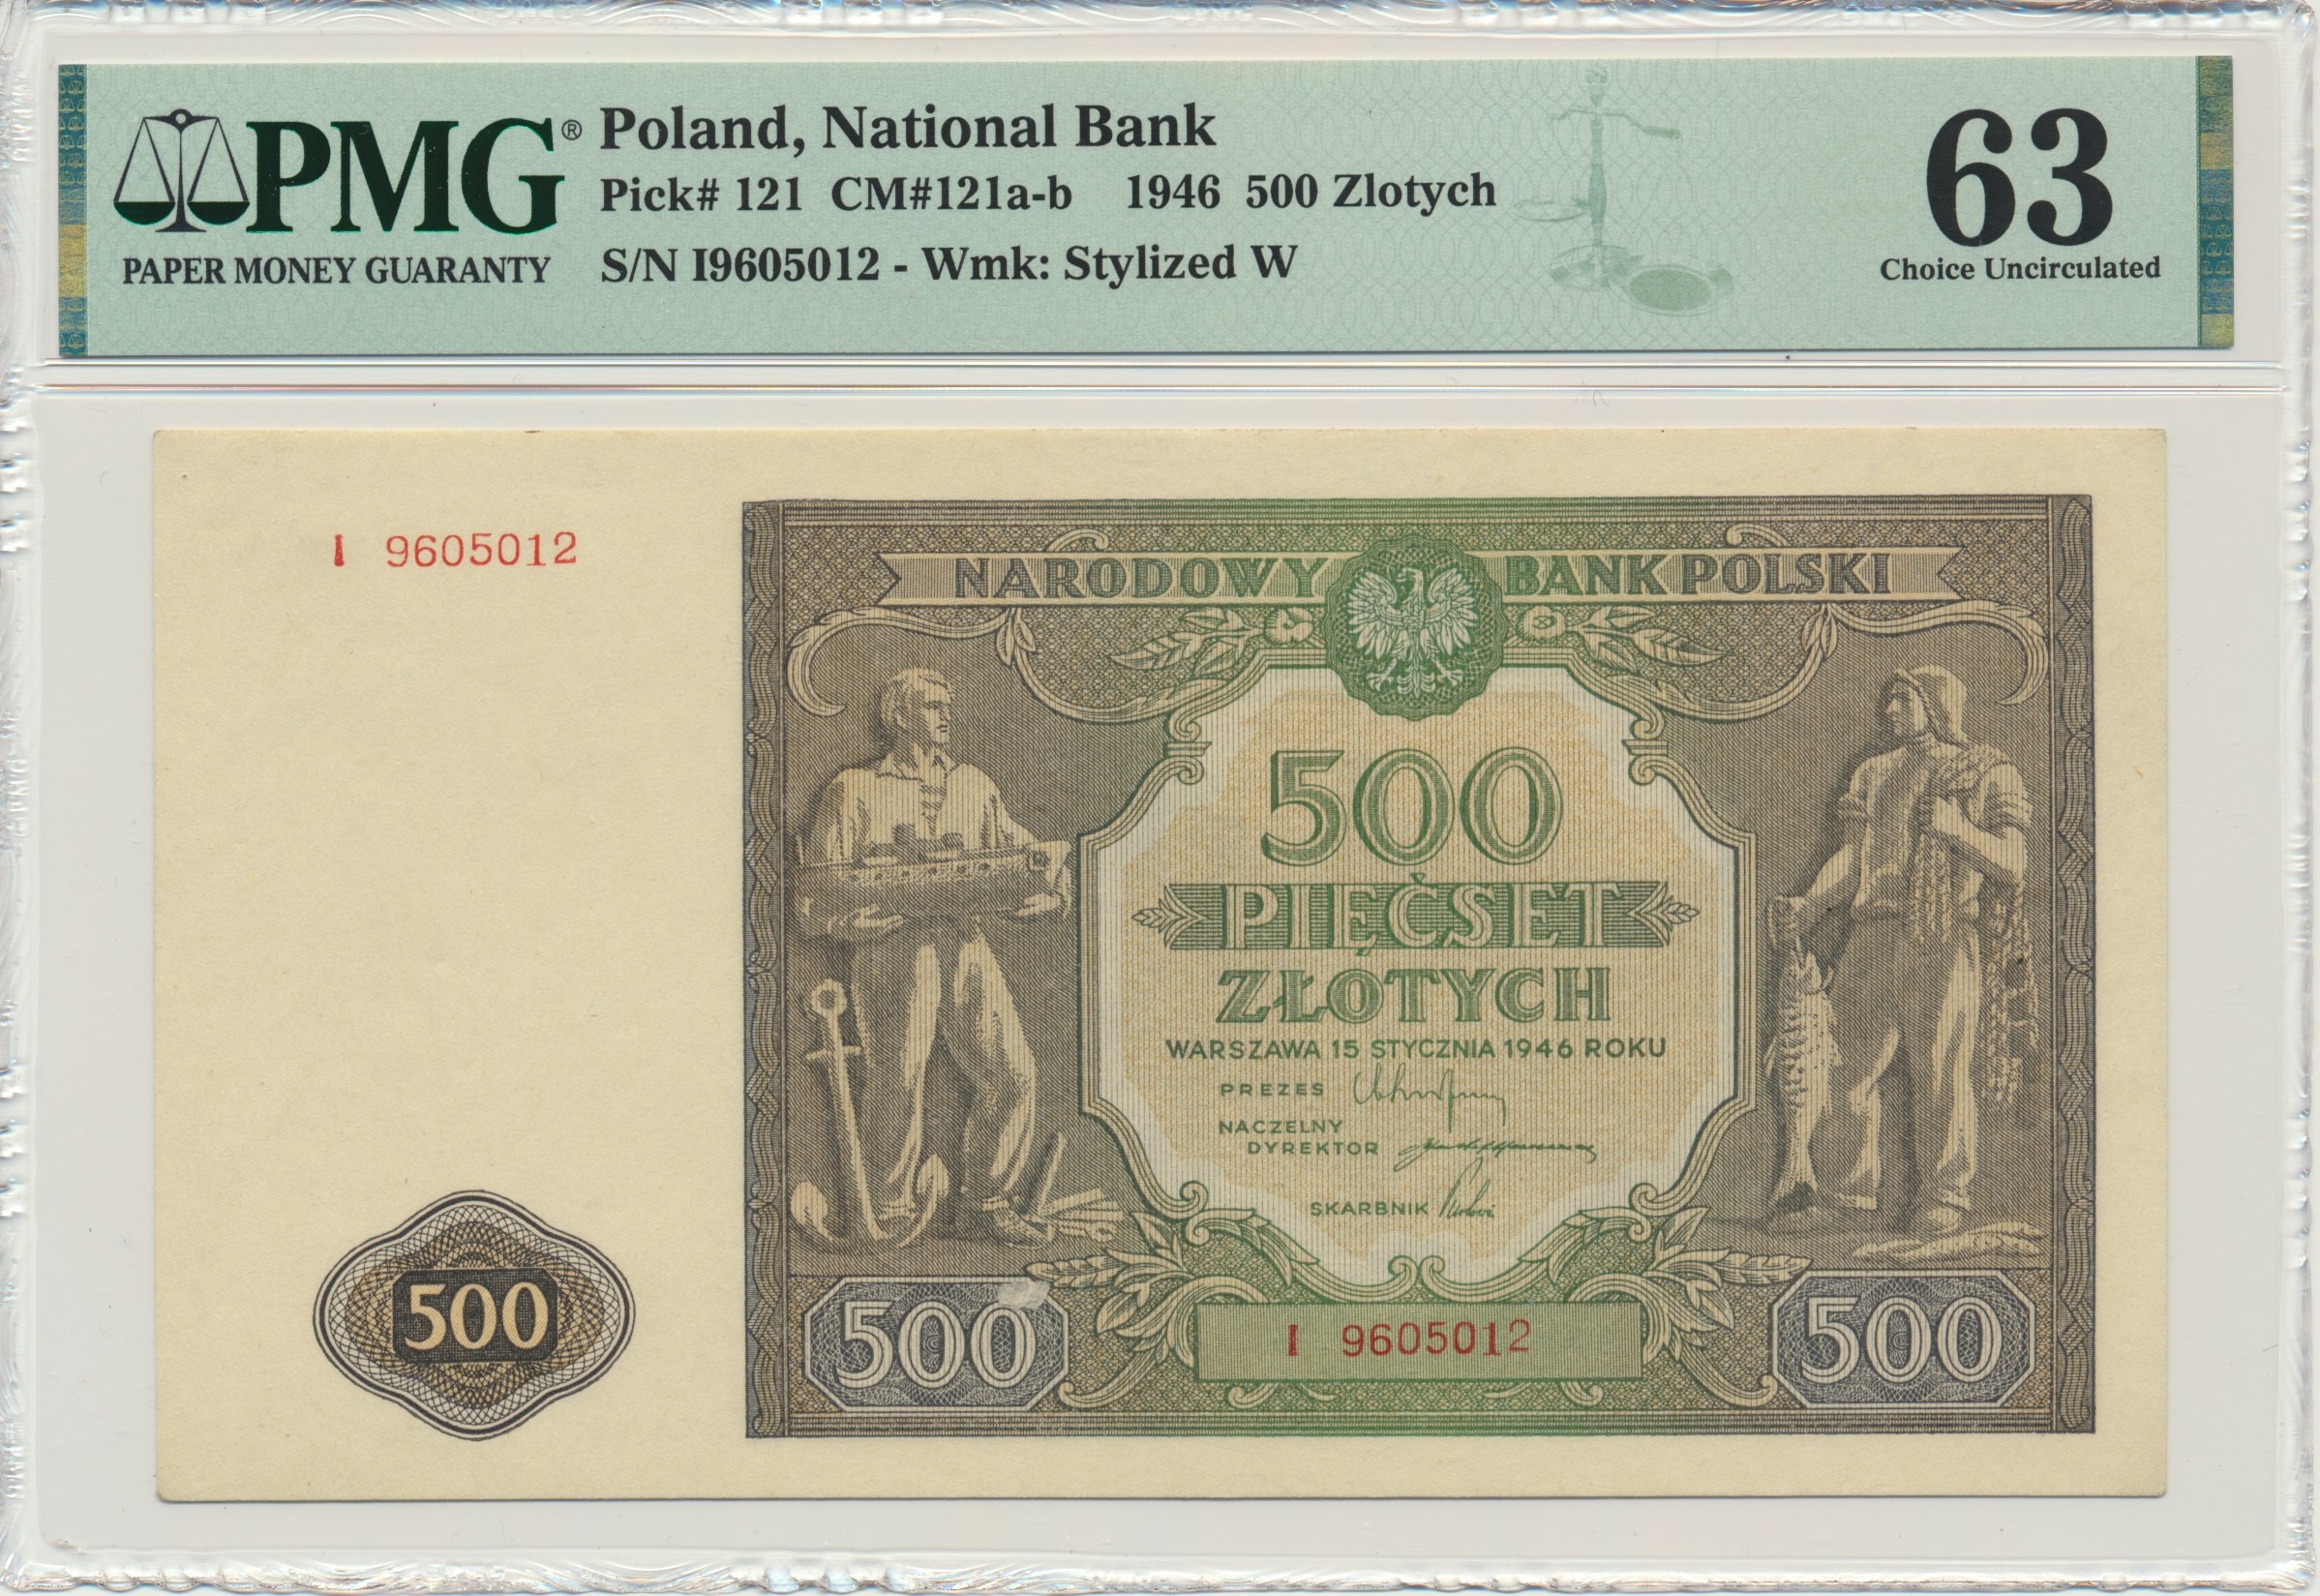 PMG®
PAPER MONEY GUARANTY
Poland, National Bank
Pick# 121 CM#121a-b 1946 500 Zlotych
S/N I9605012 - Wmk: Stylized W
63
Choice Uncirculated
I 9605012
NARODOWY BANK POLSKI
500
PIĘĆSET
ZŁOTYCH
WARSZAWA 15 STYCZNIA 1946 ROKU
PREZES
NACZELNY
DYREKTOR
SKARBNIK
500
500
I 9605012
500